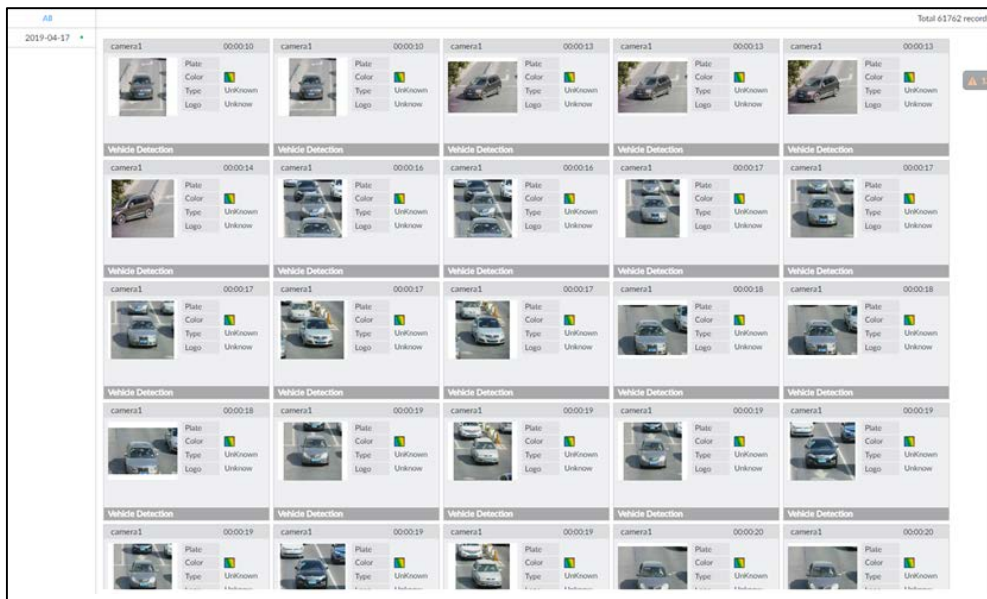 All Total 61762 record
2019-04-17
camera1 00:00:10 camera1 00:00:10 camera1 00:00:13 camera1 00:00:13 camera1 00:00:13
Plate Plate Plate Plate Plate
Color Color Color Color Color
Type UnKnown Type UnKnown Type UnKnown Type UnKnown Type UnKnown
Logo Unknow Logo Unknow Logo Unknow Logo Unknow Logo Unknow
Vehicle Detection Vehicle Detection Vehicle Detection Vehicle Detection Vehicle Detection
camera1 00:00:14 camera1 00:00:16 camera1 00:00:16 camera1 00:00:17 camera1 00:00:17
Plate Plate Plate Plate Plate
Color Color Color Color Color
Type UnKnown Type UnKnown Type UnKnown Type UnKnown Type UnKnown
Logo Unknow Logo Unknow Logo Unknow Logo Unknow Logo Unknow
Vehicle Detection Vehicle Detection Vehicle Detection Vehicle Detection Vehicle Detection
camera1 00:00:17 camera1 00:00:17 camera1 00:00:17 camera1 00:00:18 camera1 00:00:18
Plate Plate Plate Plate Plate
Color Color Color Color Color
Type UnKnown Type UnKnown Type UnKnown Type UnKnown Type UnKnown
Logo Unknow Logo Unknow Logo Unknow Logo Unknow Logo Unknow
Vehicle Detection Vehicle Detection Vehicle Detection Vehicle Detection Vehicle Detection
camera1 00:00:18 camera1 00:00:19 camera1 00:00:19 camera1 00:00:19 camera1 00:00:19
Plate Plate Plate Plate Plate
Color Color Color Color Color
Type UnKnown Type UnKnown Type UnKnown Type UnKnown Type UnKnown
Logo Unknow Logo Unknow Logo Unknow Logo Unknow Logo Unknow
Vehicle Detection Vehicle Detection Vehicle Detection Vehicle Detection Vehicle Detection
camera1 00:00:19 camera1 00:00:19 camera1 00:00:19 camera1 00:00:20 camera1 00:00:20
Plate Plate Plate Plate Plate
Color Color Color Color Color
Type UnKnown Type UnKnown Type UnKnown Type UnKnown Type UnKnown